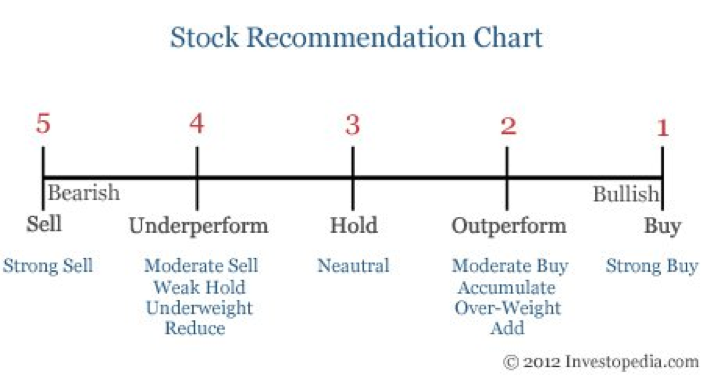 Stock Recommendation Chart
5 4 3 2 1
Bearish Bullish
Sell Underperform Hold Outperform Buy
Strong Sell Moderate Sell Neautral Moderate Buy Strong Buy
Weak Hold Accumulate
Underweight Over-Weight
Reduce Add
© 2012 Investopedia.com